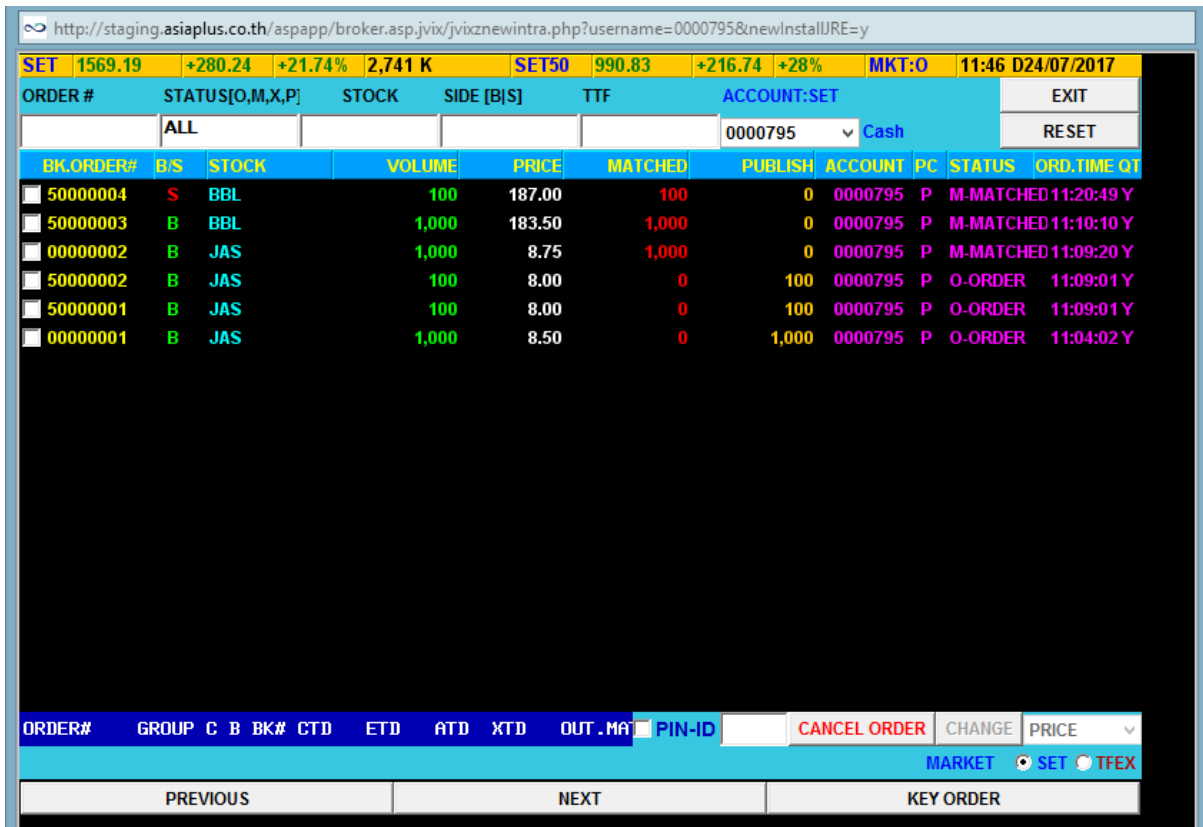 http://staging.asiaplus.co.th/aspapp/broker.asp.jvix/jvixznewintra.php?username=0000795&newInstallJRE=y
SET 1569.19 +280.24 +21.74% 2,741 K SET50 990.83 +216.74 +28% MKT:O 11:46 D24/07/2017
ORDER # STATUS[O,M,X,P] STOCK SIDE [B|S] TTF ACCOUNT:SET EXIT
ALL 0000795 Cash RESET
BK.ORDER# B/S STOCK VOLUME PRICE MATCHED PUBLISH ACCOUNT PC STATUS ORD.TIME QT
50000004 S BBL 100 187.00 100 0 0000795 P M-MATCHED 11:20:49 Y
50000003 B BBL 1,000 183.50 1,000 0 0000795 P M-MATCHED 11:10:10 Y
00000002 B JAS 1,000 8.75 1,000 0 0000795 P M-MATCHED 11:09:20 Y
50000002 B JAS 100 8.00 0 100 0000795 P O-ORDER 11:09:01 Y
50000001 B JAS 100 8.00 0 100 0000795 P O-ORDER 11:09:01 Y
00000001 B JAS 1,000 8.50 0 1,000 0000795 P O-ORDER 11:04:02 Y
ORDER# GROUP C B BK# CTD ETD ATD XTD OUT.MAT PIN-ID CANCEL ORDER CHANGE PRICE
MARKET SET TFEX
PREVIOUS NEXT KEY ORDER